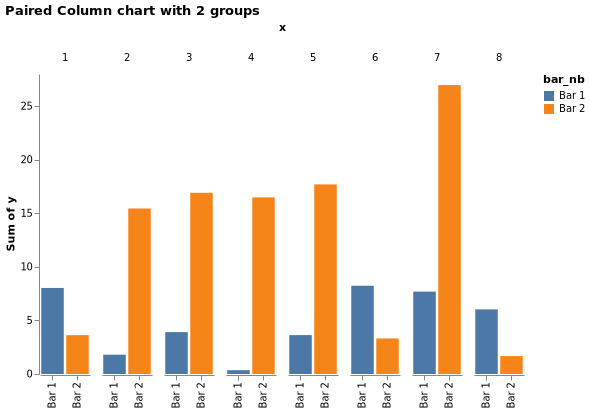 Paired Column chart with 2 groups
x
1 2 3 4 5 6 7 8
bar_nb
Bar 1
Bar 2
Sum of y
25
20
15
10
5
0
Bar 1 Bar 2 Bar 1 Bar 2 Bar 1 Bar 2 Bar 1 Bar 2 Bar 1 Bar 2 Bar 1 Bar 2 Bar 1 Bar 2 Bar 1 Bar 2